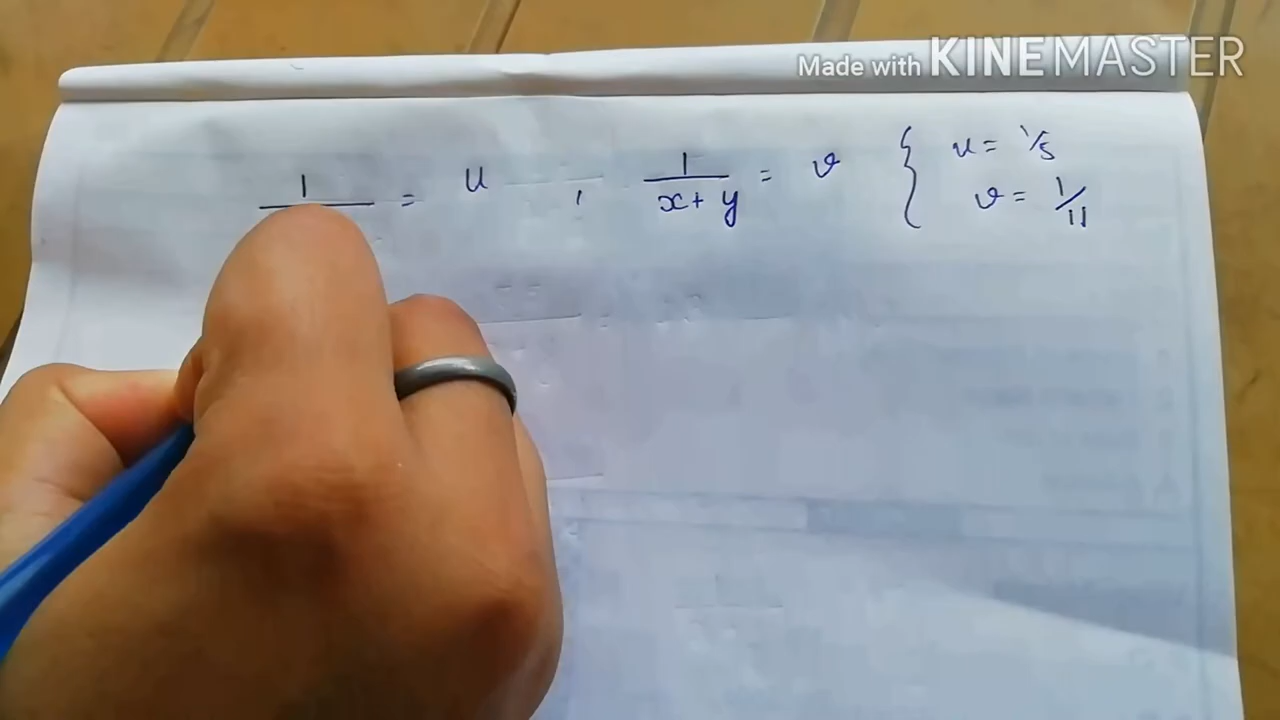 Made with KINEMASTER
1/ = u , 1/(x+y) = v { u = 1/5
v = 1/11